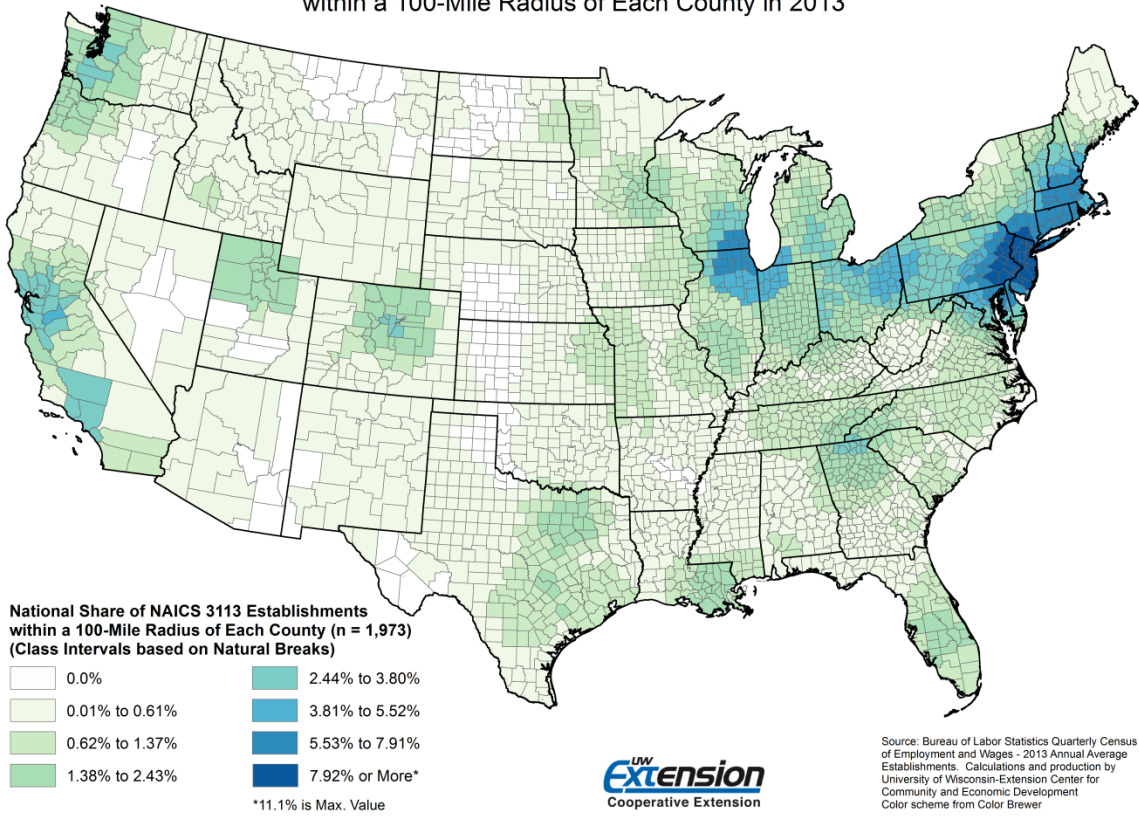 within a 100-Mile Radius of Each County in 2013
National Share of NAICS 3113 Establishments
within a 100-Mile Radius of Each County (n = 1,973)
(Class Intervals based on Natural Breaks)
0.0%
0.01% to 0.61%
0.62% to 1.37%
1.38% to 2.43%
2.44% to 3.80%
3.81% to 5.52%
5.53% to 7.91%
7.92% or More*
*11.1% is Max. Value
UW
Extension
Cooperative Extension
Source: Bureau of Labor Statistics Quarterly Census
of Employment and Wages - 2013 Annual Average
Establishments. Calculations and production by
University of Wisconsin-Extension Center for
Community and Economic Development
Color scheme from Color Brewer